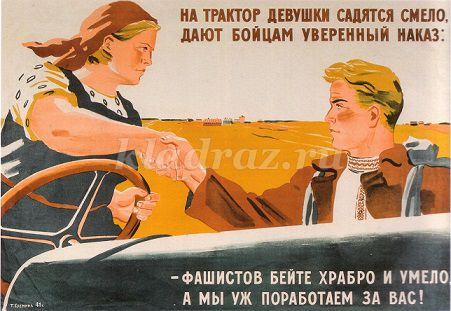 НА ТРАКТОР ДЕВУШКИ САДЯТСЯ СМЕЛО,
ДАЮТ БОЙЦАМ УВЕРЕННЫЙ НАКАЗ:
kladraz.ru
- ФАШИСТОВ БЕЙТЕ ХРАБРО И УМЕЛО,
А МЫ УЖ ПОРАБОТАЕМ ЗА ВАС!